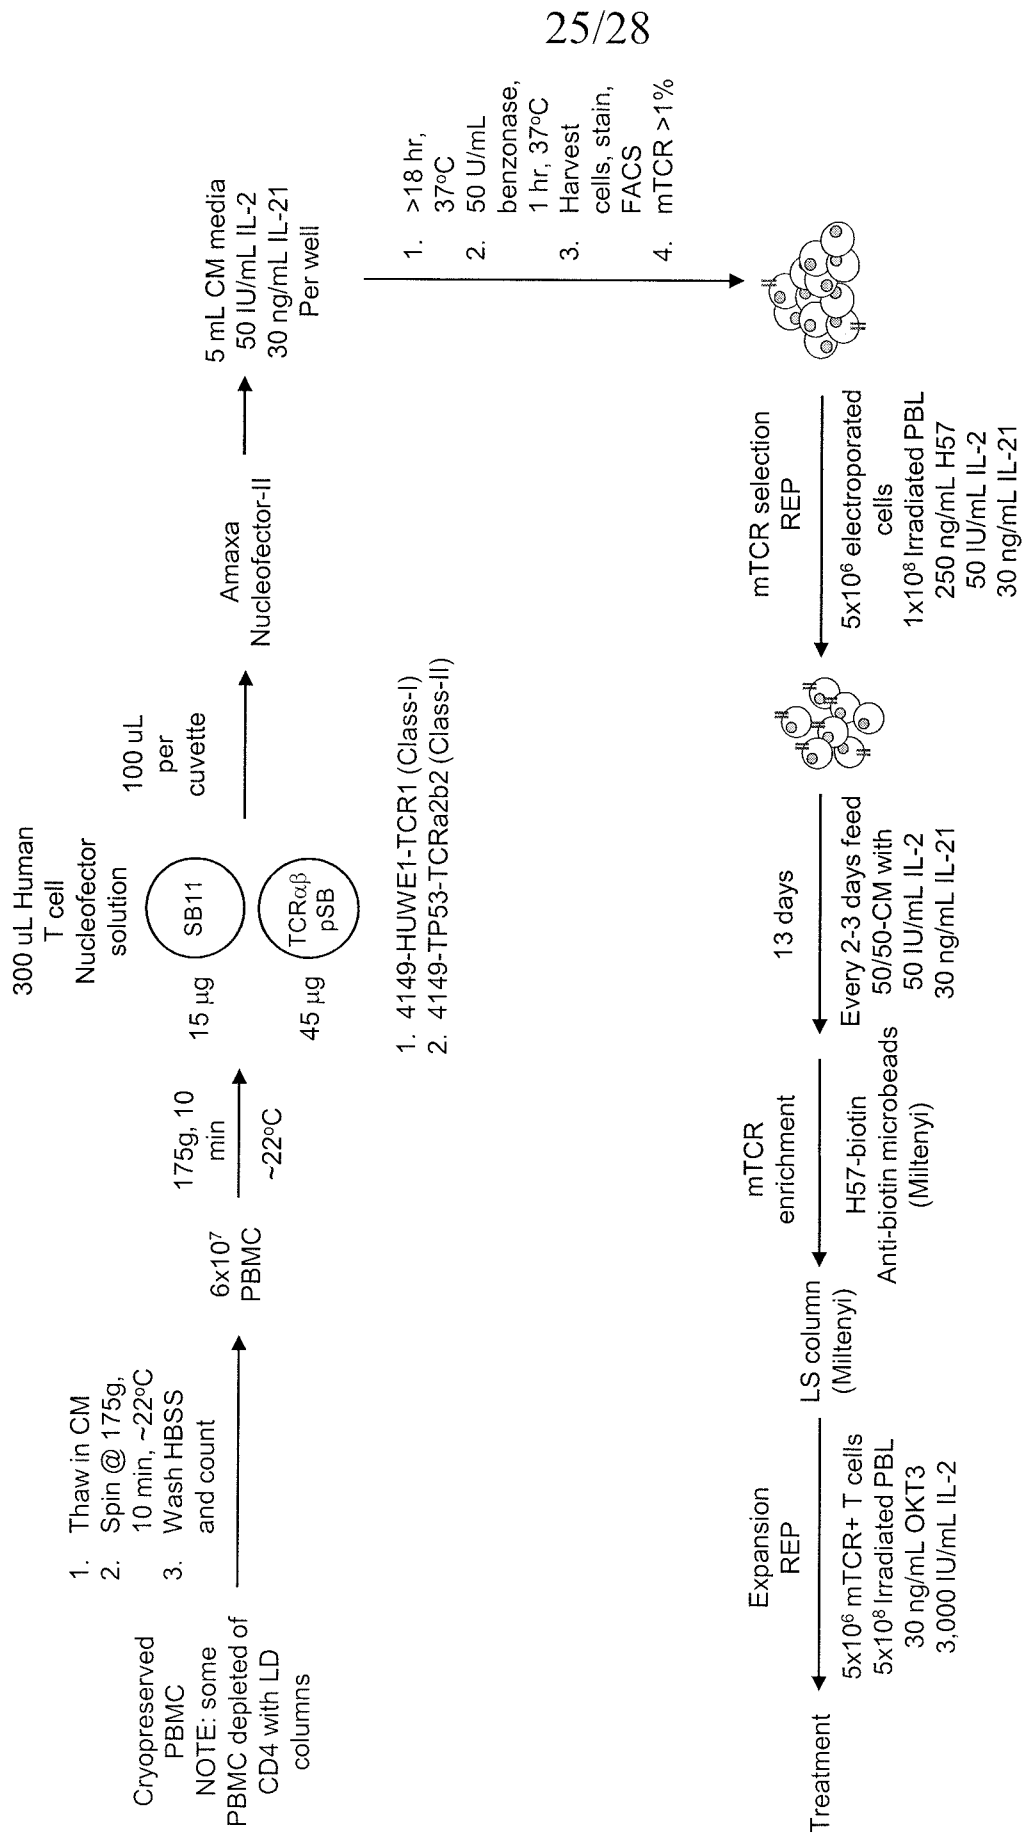 25/28
Cryopreserved
PBMC
NOTE: some
PBMC depleted of
CD4 with LD
columns
1. Thaw in CM
2. Spin @ 175g,
10 min, ~22ºC
3. Wash HBSS
and count
6x10⁷
PBMC
175g, 10
min
~22ºC
300 uL Human
T cell
Nucleofector
solution
15 µg
SB11
45 µg
TCRαβ
pSB
1. 4149-HUWE1-TCR1 (Class-I)
2. 4149-TP53-TCRa2b2 (Class-II)
100 uL
per
cuvette
Amaxa
Nucleofector-II
5 mL CM media
50 IU/mL IL-2
30 ng/mL IL-21
Per well
1. >18 hr,
37ºC
2. 50 U/mL
benzonase,
1 hr, 37ºC
3. Harvest
cells, stain,
FACS
4. mTCR >1%
mTCR selection
REP
5x10⁶ electroporated
cells
1x10⁸ Irradiated PBL
250 ng/mL H57
50 IU/mL IL-2
30 ng/mL IL-21
13 days
Every 2-3 days feed
50/50-CM with
50 IU/mL IL-2
30 ng/mL IL-21
mTCR
enrichment
H57-biotin
Anti-biotin microbeads
(Miltenyi)
LS column
(Miltenyi)
Expansion
REP
5x10⁶ mTCR+ T cells
5x10⁸ Irradiated PBL
30 ng/mL OKT3
3,000 IU/mL IL-2
Treatment